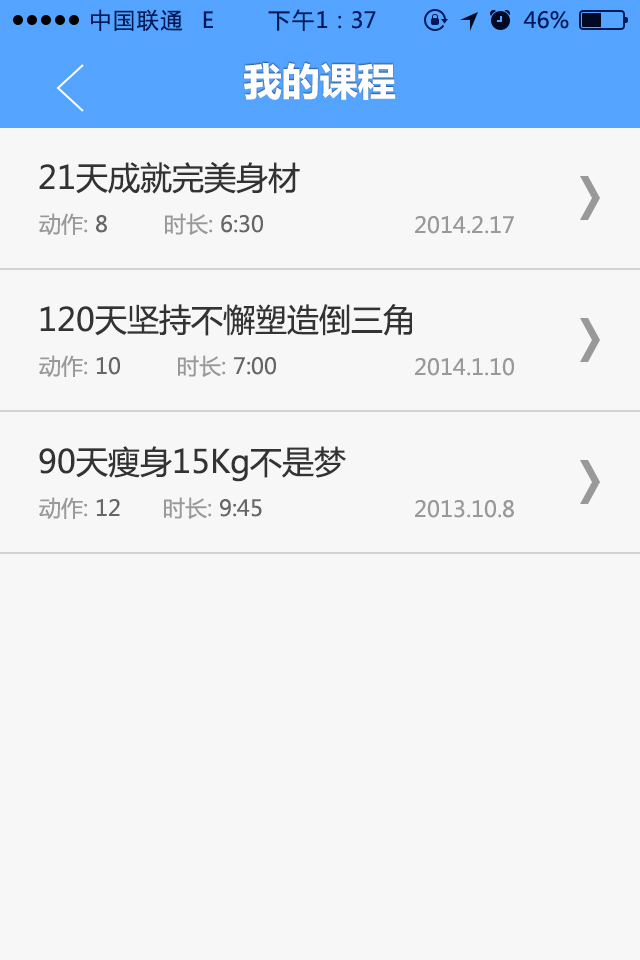 中国联通 E 下午1：37 46%
我的课程
21天成就完美身材
动作: 8 时长: 6:30 2014.2.17
120天坚持不懈塑造倒三角
动作: 10 时长: 7:00 2014.1.10
90天瘦身15Kg不是梦
动作: 12 时长: 9:45 2013.10.8